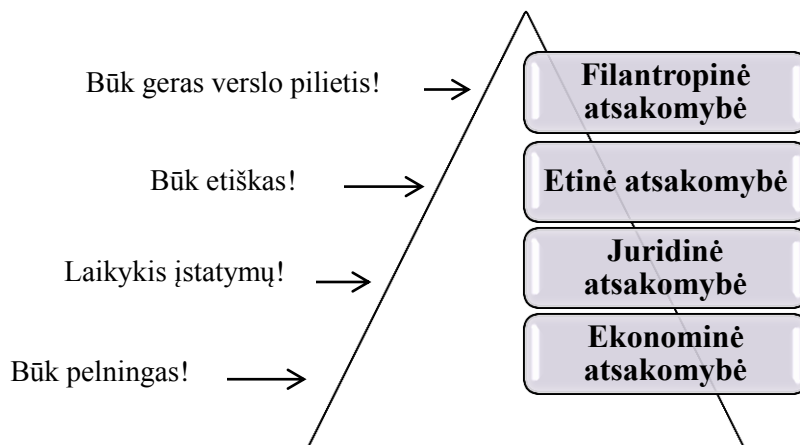 Būk geras verslo pilietis!
Filantropinė
atsakomybė
Būk etiškas!
Etinė atsakomybė
Laikykis įstatymų!
Juridinė
atsakomybė
Būk pelningas!
Ekonominė
atsakomybė